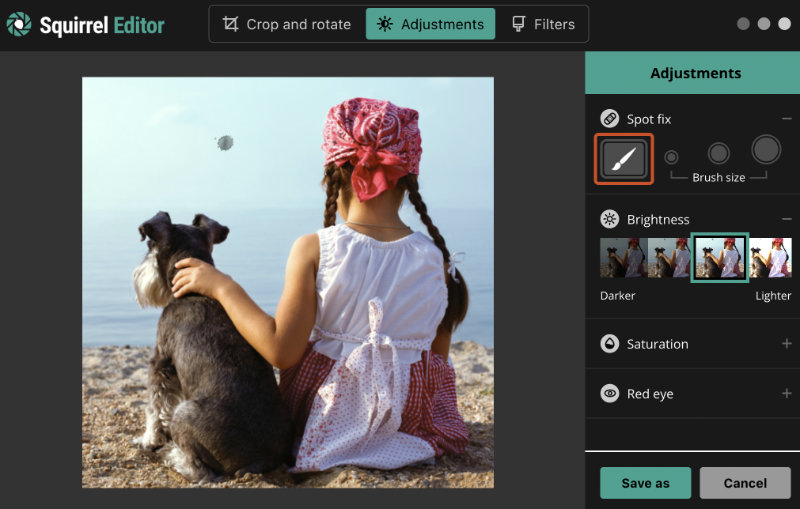 Squirrel Editor
Crop and rotate
Adjustments
Filters
Adjustments
Spot fix
Brush size
Brightness
Darker
Lighter
Saturation
Red eye
Save as
Cancel